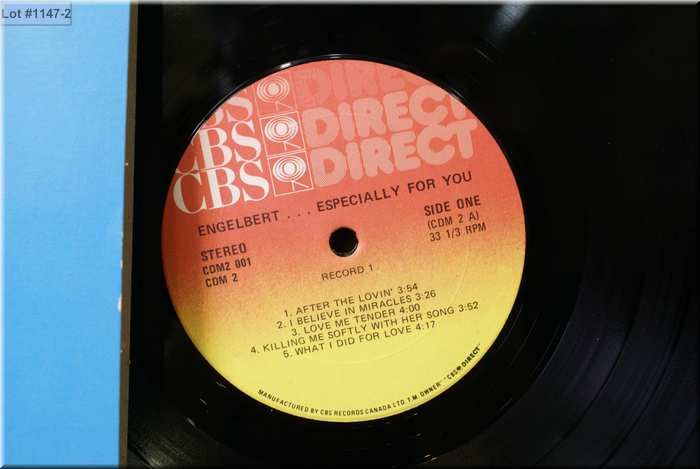 Lot #1147-2
DIRECT
CBS DIRECT
CBS DIRECT
CBS
ENGELBERT . . . ESPECIALLY FOR YOU
STEREO
CDM2 001
CDM 2
SIDE ONE
(CDM 2 A)
33 1/3 RPM
RECORD 1
1. AFTER THE LOVIN' 3:54
2. I BELIEVE IN MIRACLES 3:26
3. LOVE ME TENDER 4:00
4. KILLING ME SOFTLY WITH HER SONG 3:52
5. WHAT I DID FOR LOVE 4:17
MANUFACTURED BY CBS RECORDS CANADA LTD. T.M. OWNER "CBS DIRECT"